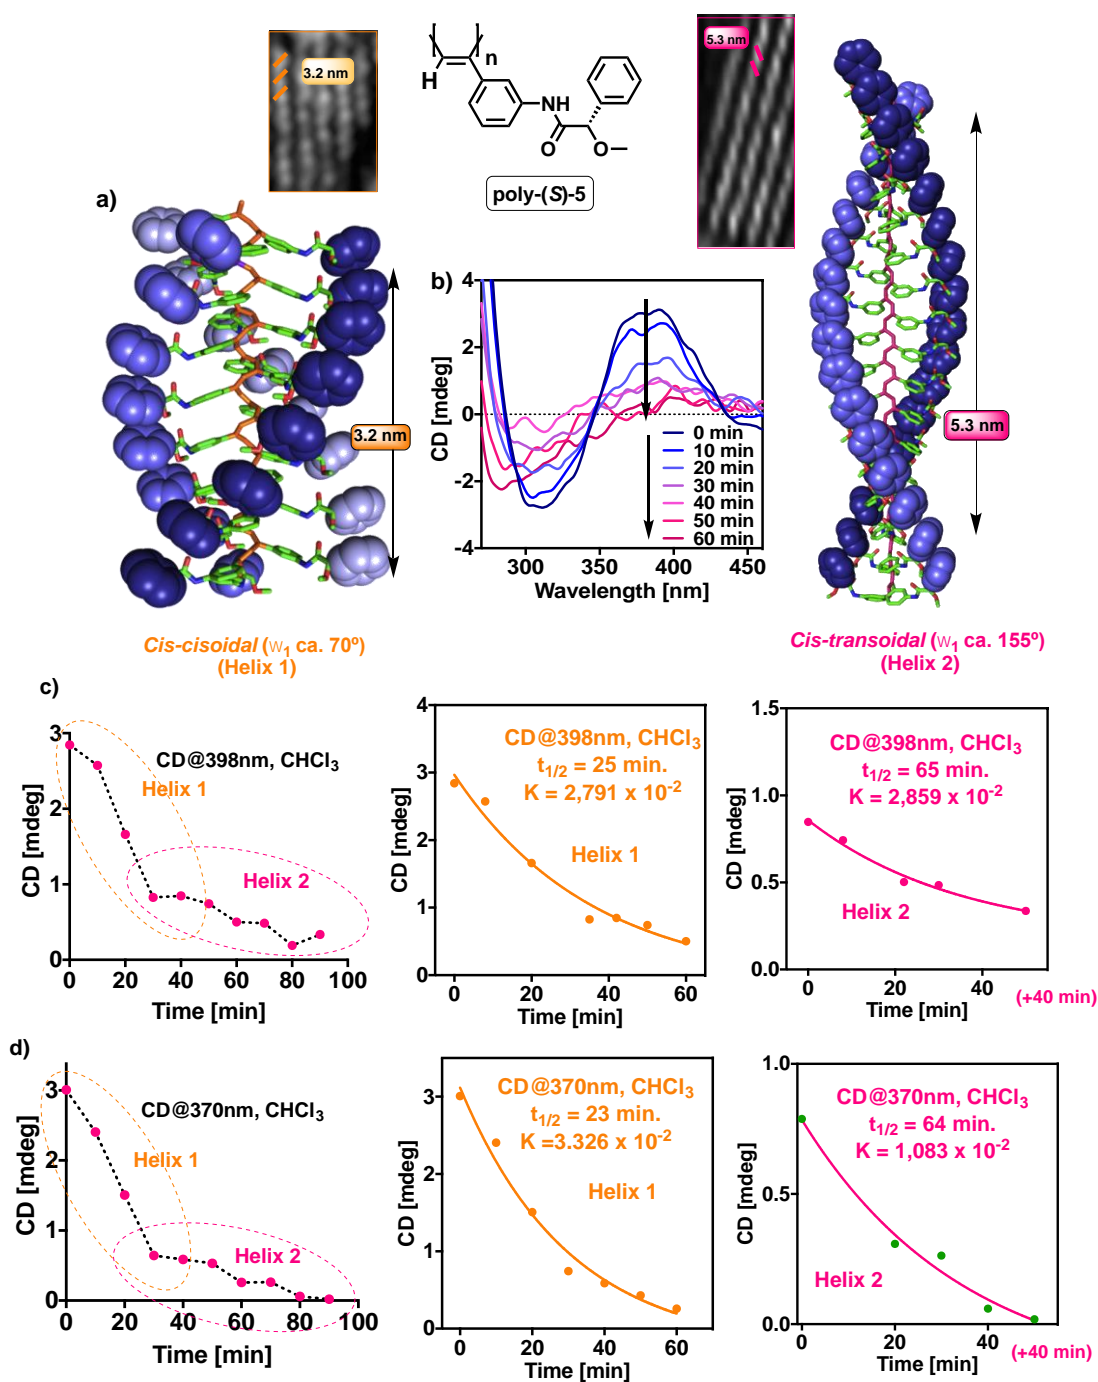 3.2 nm
n
H
NH
O
O
poly-(S)-5
5.3 nm
a)
3.2 nm
b)
4
2
0
−2
−4
CD [mdeg]
0 min
10 min
20 min
30 min
40 min
50 min
60 min
300 350 400 450
Wavelength [nm]
5.3 nm
Cis-cisoidal (w1 ca. 70º)
(Helix 1)
Cis-transoidal (w1 ca. 155º)
(Helix 2)
c)
3
2
1
0
CD [mdeg]
CD@398nm, CHCl3
Helix 1
Helix 2
0 20 40 60 80 100
Time [min]
4
3
2
1
0
CD [mdeg]
CD@398nm, CHCl3
t1/2 = 25 min.
K = 2,791 x 10-2
Helix 1
0 20 40 60
Time [min]
1.5
1.0
0.5
0.0
CD [mdeg]
CD@398nm, CHCl3
t1/2 = 65 min.
K = 2,859 x 10-2
Helix 2
0 20 40
(+40 min)
Time [min]
d)
3
2
1
0
CD [mdeg]
CD@370nm, CHCl3
Helix 1
Helix 2
0 20 40 60 80 100
Time [min]
3
2
1
0
CD [mdeg]
CD@370nm, CHCl3
t1/2 = 23 min.
K =3.326 x 10-2
Helix 1
0 20 40 60
Time [min]
1.0
0.5
0.0
CD [mdeg]
CD@370nm, CHCl3
t1/2 = 64 min.
K = 1,083 x 10-2
Helix 2
0 20 40
(+40 min)
Time [min]